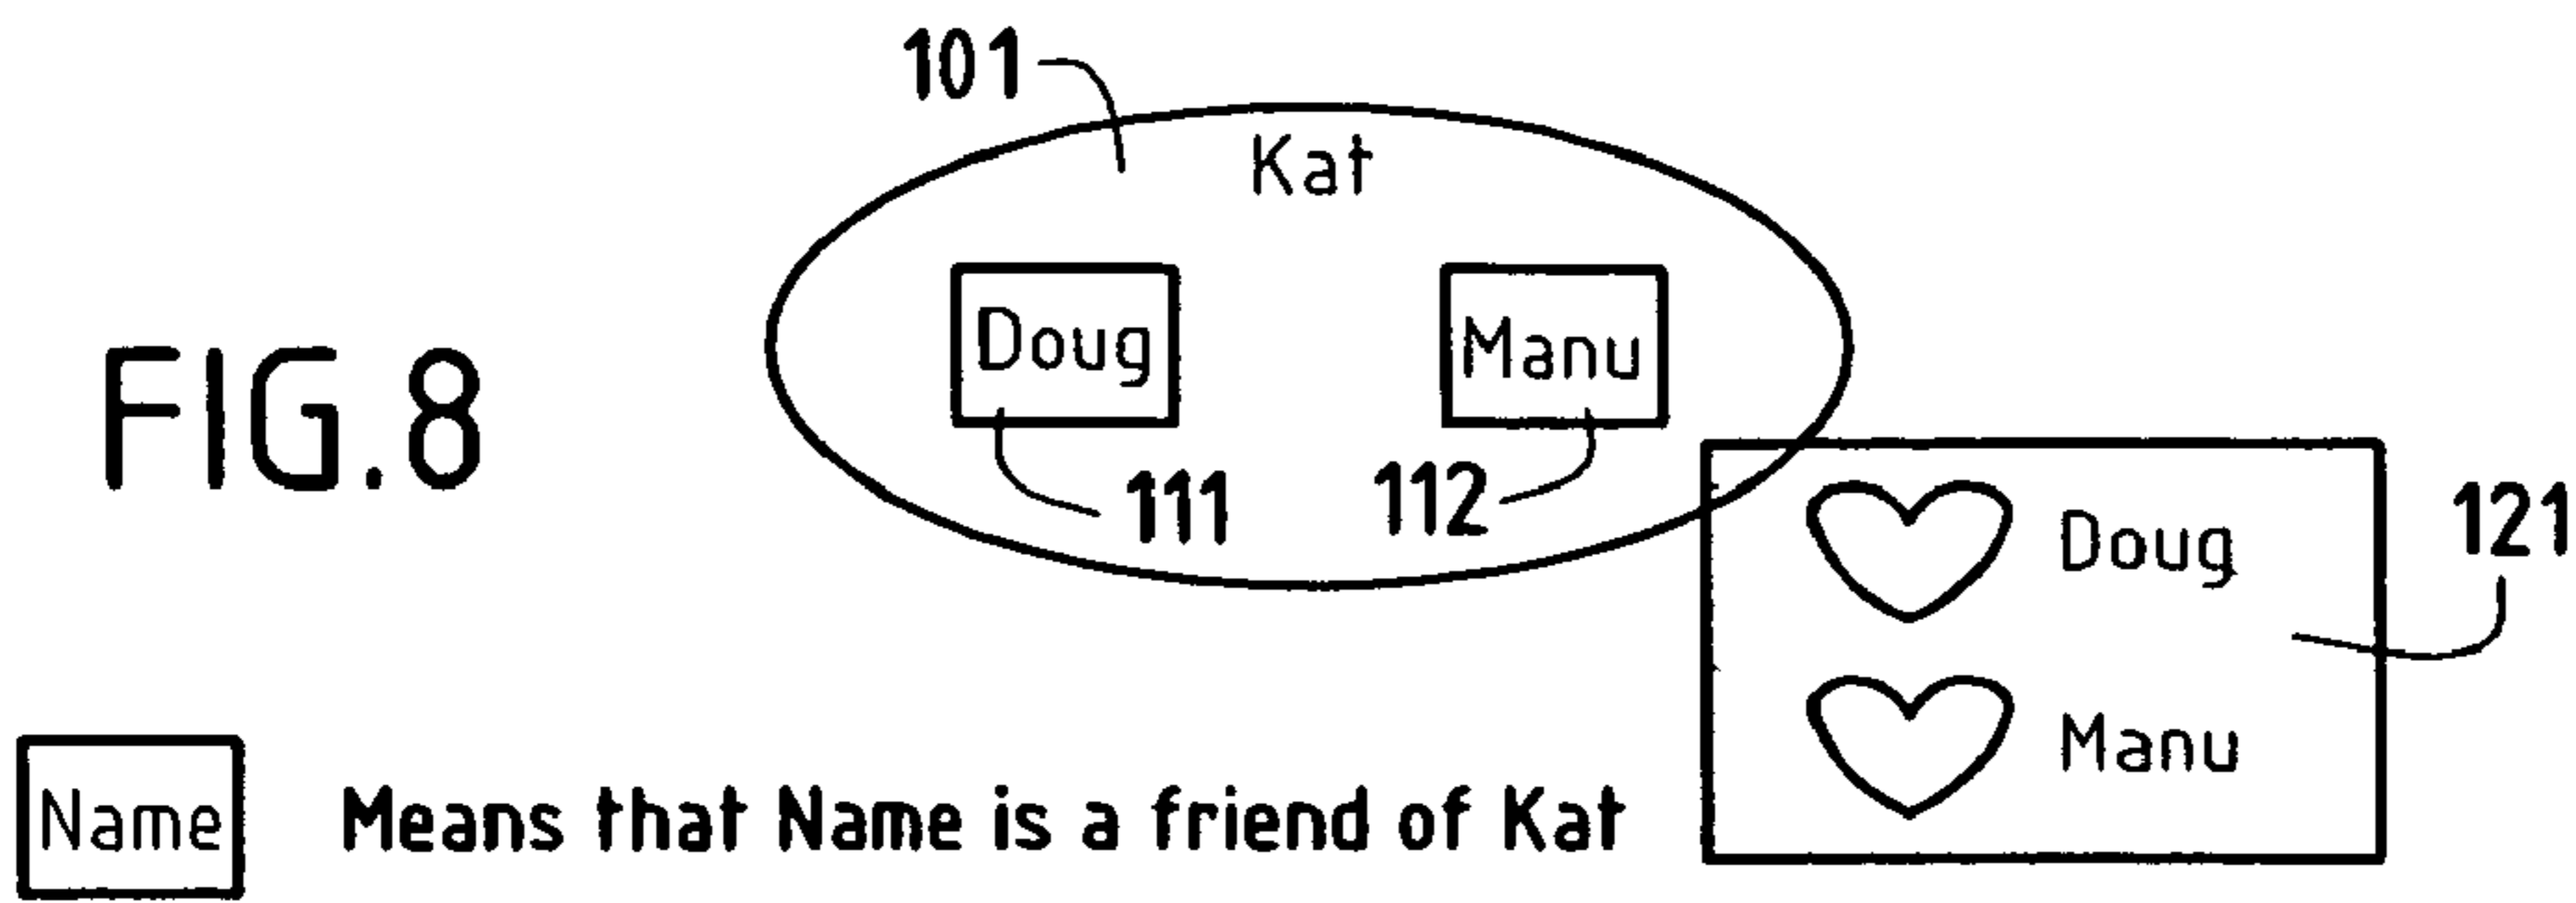 101
Kat
Doug
Manu
FIG.8
111
112
Doug
121
Manu
Name
Means that Name is a friend of Kat